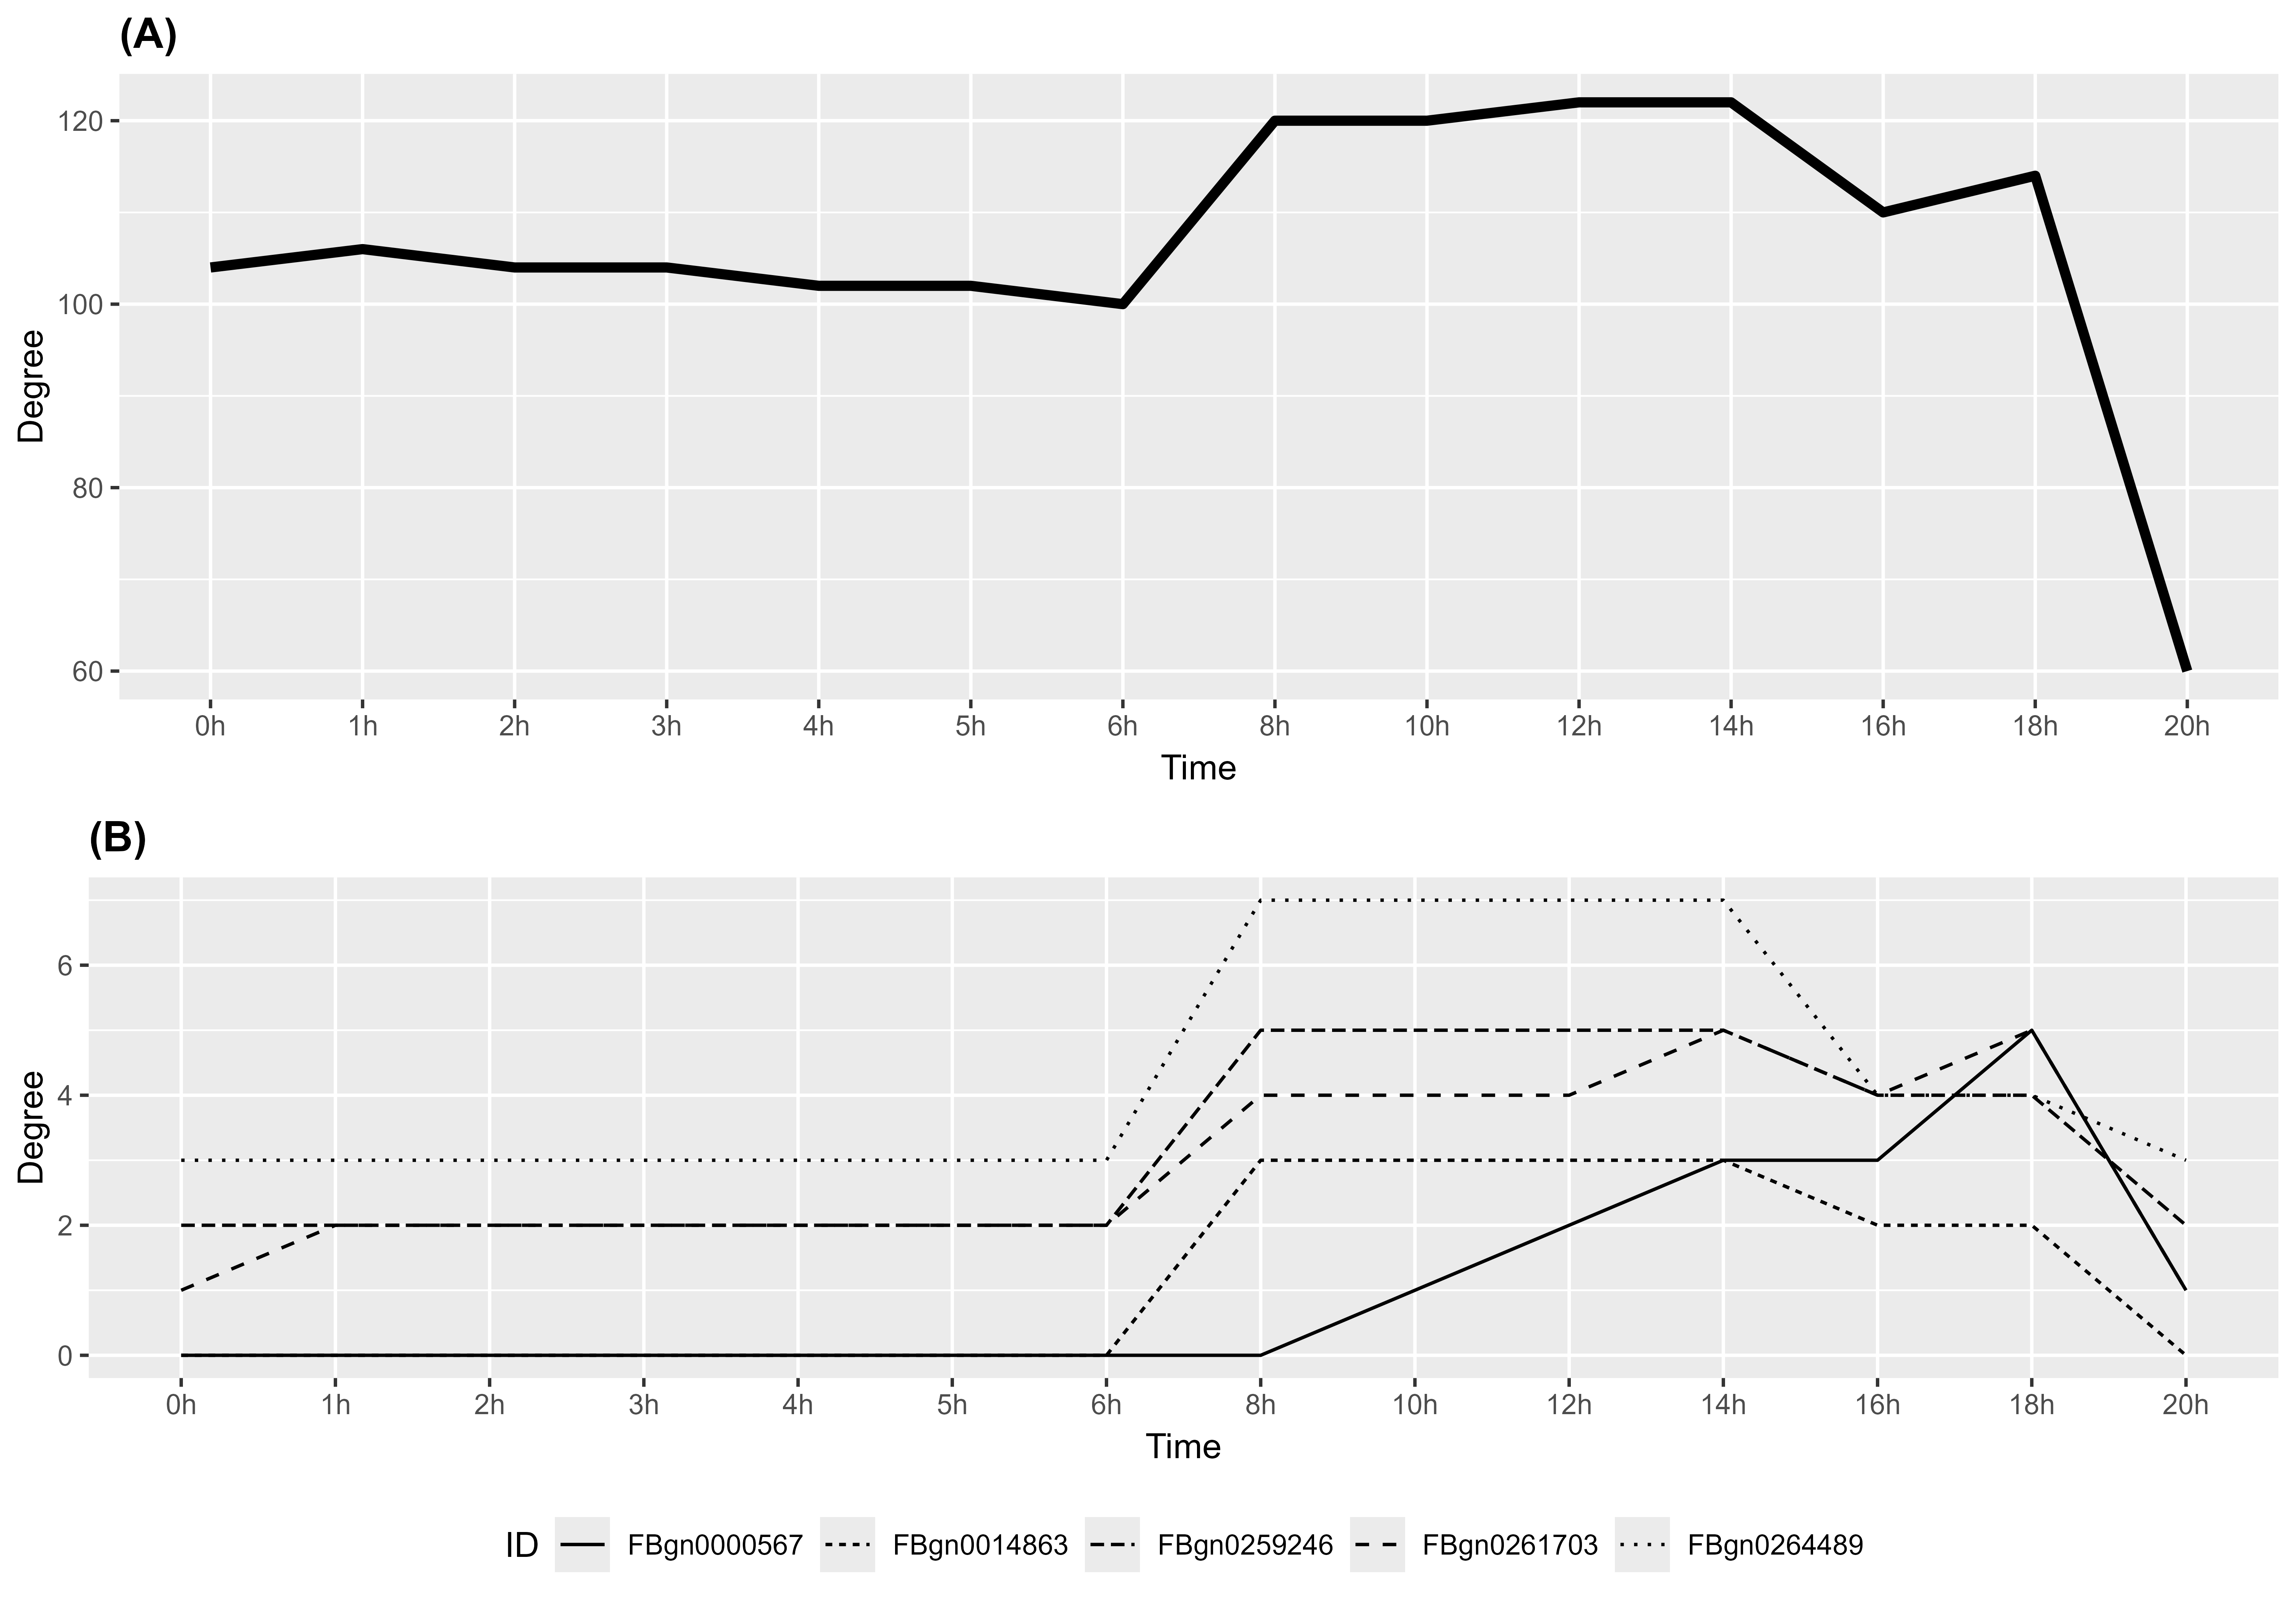 (A)
120
100
80
60
Degree
0h 1h 2h 3h 4h 5h 6h 8h 10h 12h 14h 16h 18h 20h
Time
(B)
6
4
2
0
Degree
0h 1h 2h 3h 4h 5h 6h 8h 10h 12h 14h 16h 18h 20h
Time
ID FBgn0000567 FBgn0014863 FBgn0259246 FBgn0261703 FBgn0264489